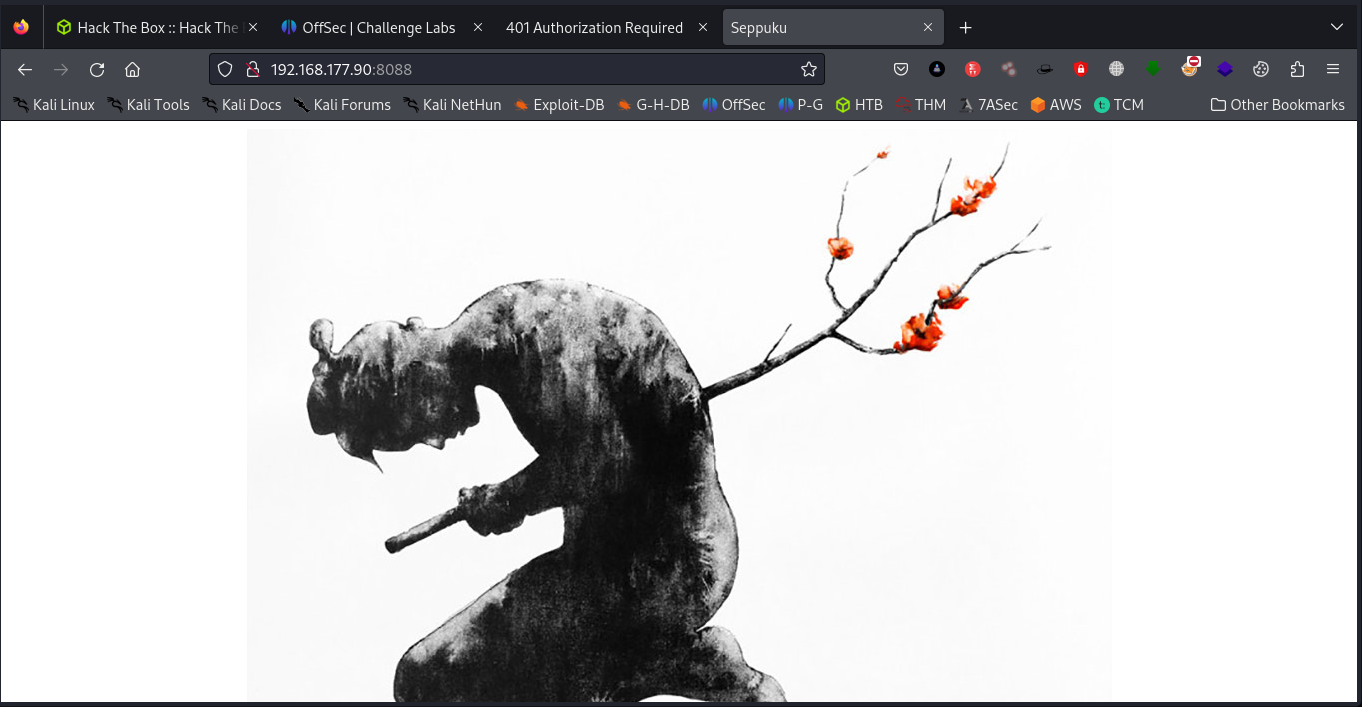 Hack The Box :: Hack The
OffSec | Challenge Labs
401 Authorization Required
Seppuku
192.168.177.90:8088
Kali Linux
Kali Tools
Kali Docs
Kali Forums
Kali NetHun
Exploit-DB
G-H-DB
OffSec
P-G
HTB
THM
7ASec
AWS
TCM
Other Bookmarks